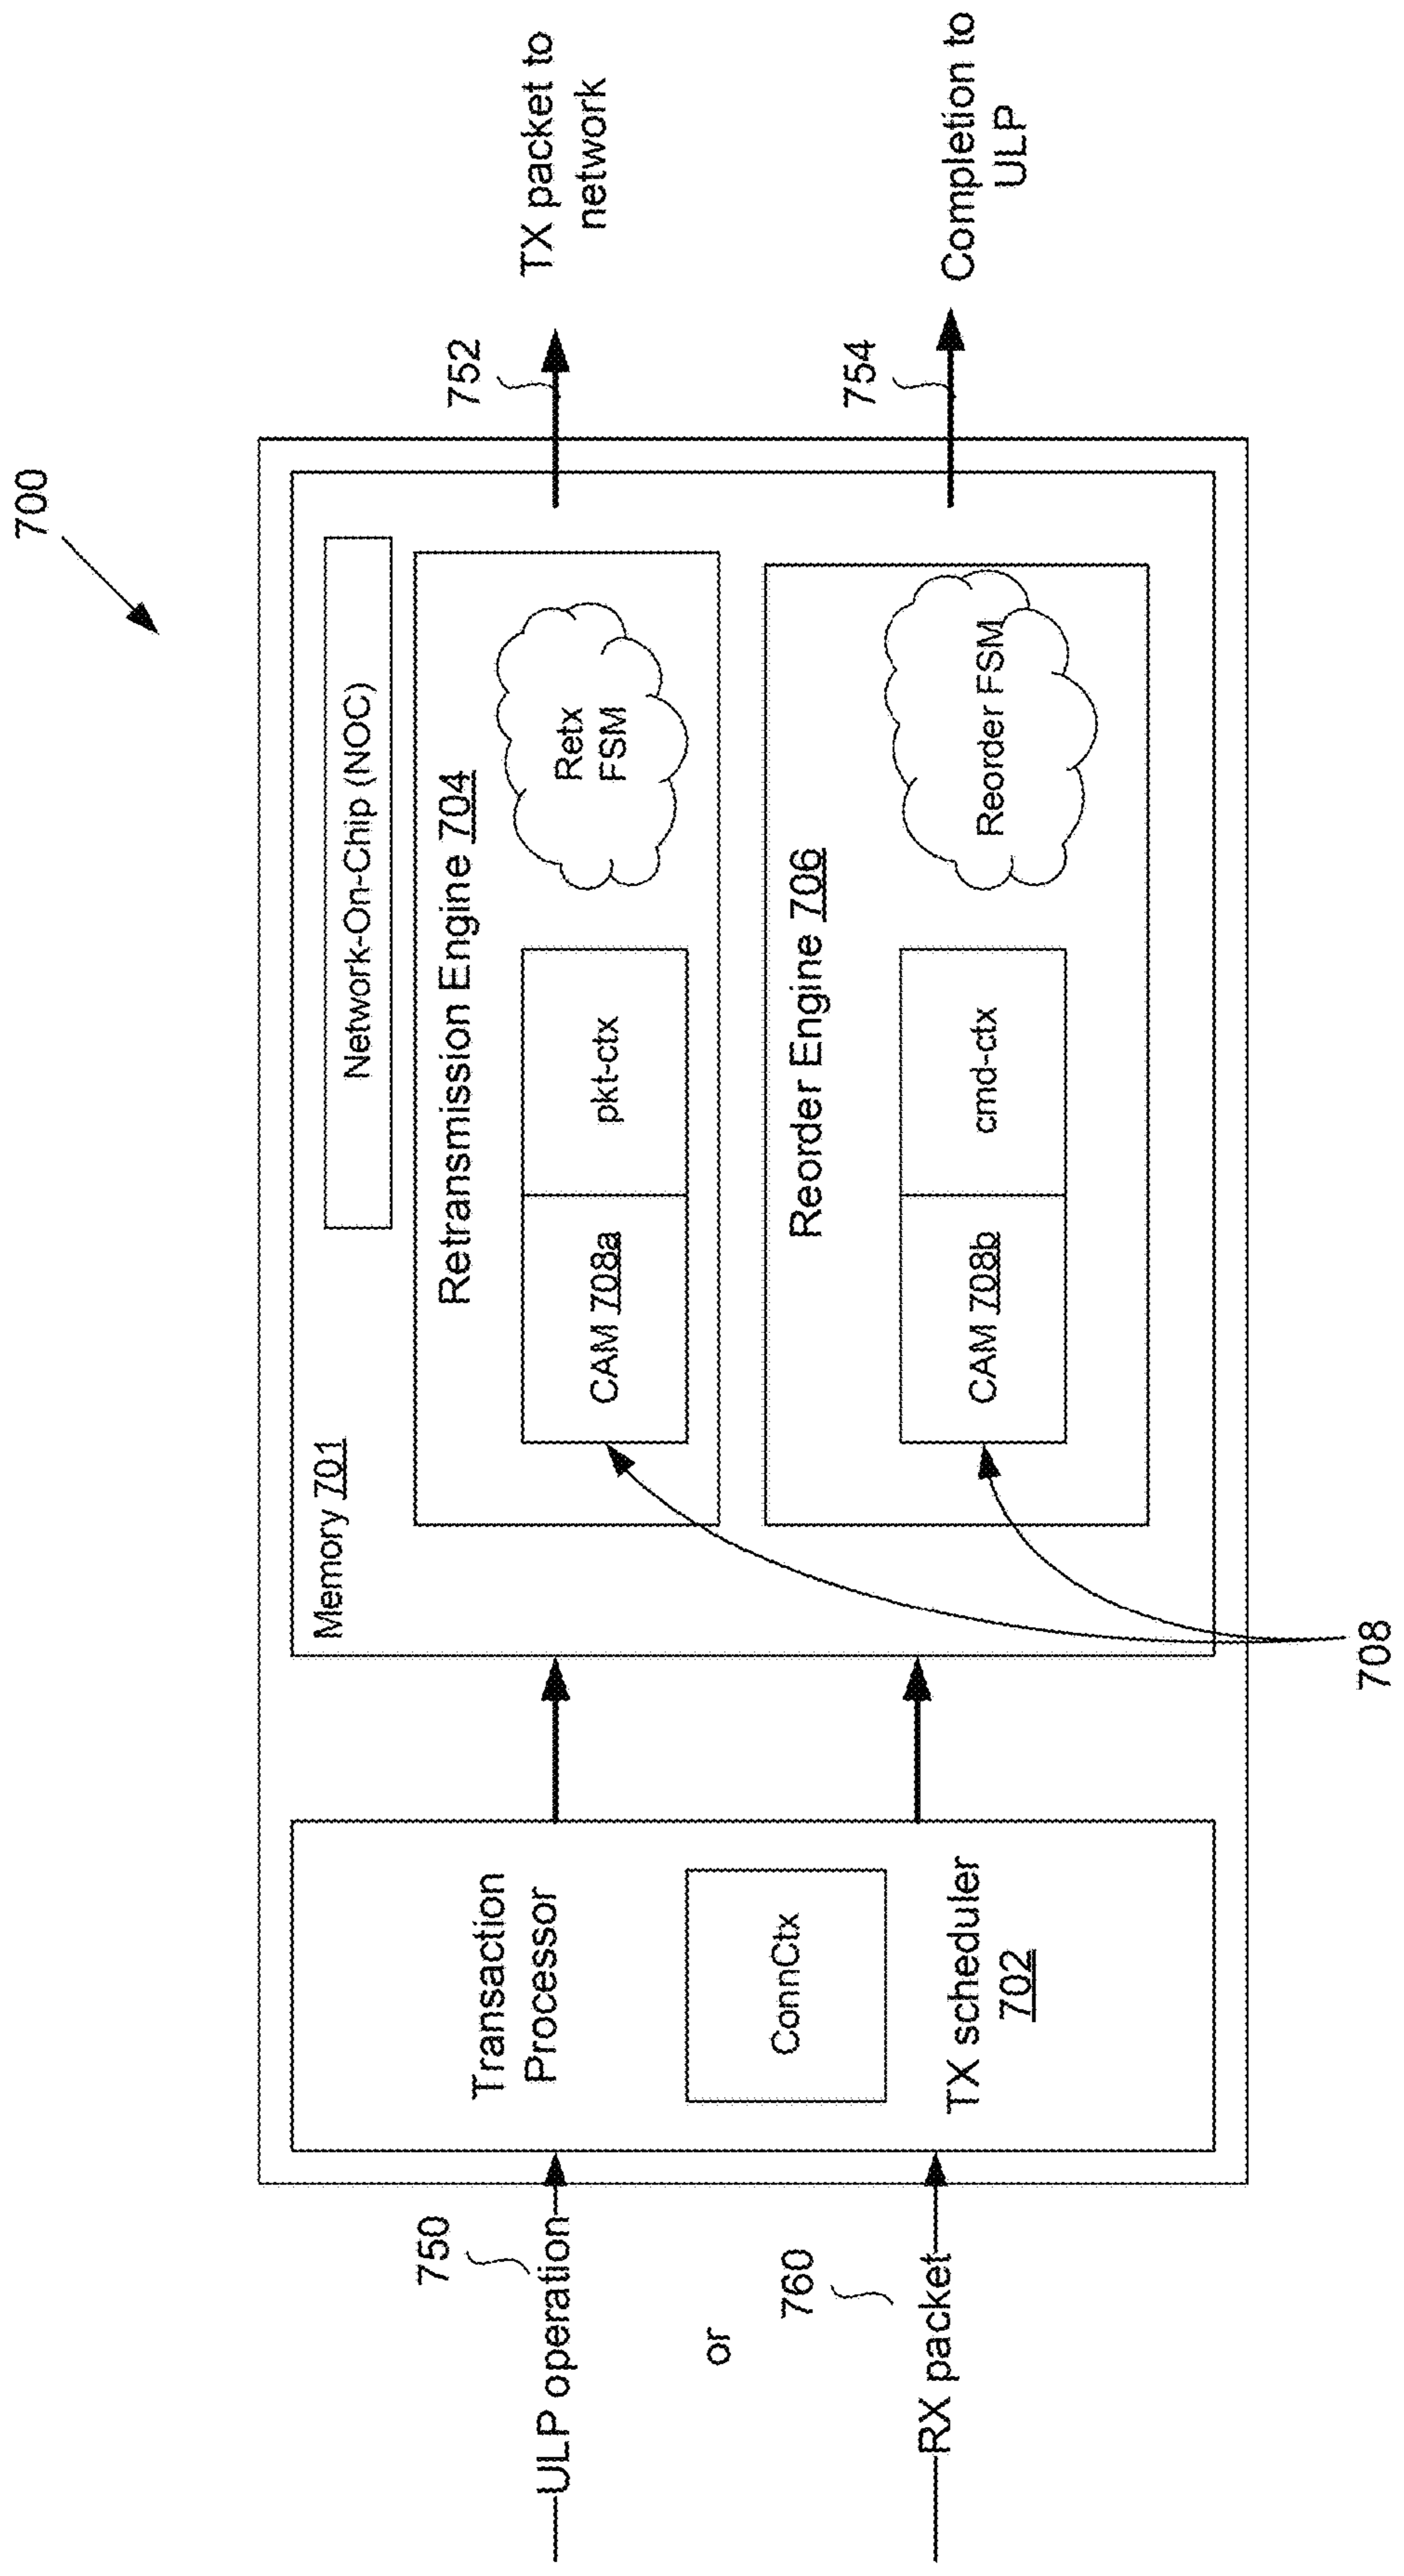 700
Memory 701
Network-On-Chip (NOC)
Retransmission Engine 704
CAM 708a
pkt-ctx
Retx
FSM
Reorder Engine 706
CAM 708b
cmd-ctx
Reorder FSM
708
Transaction
Processor
ConnCtx
TX scheduler
702
750
ULP operation
or
760
RX packet
752
TX packet to
network
754
Completion to
ULP